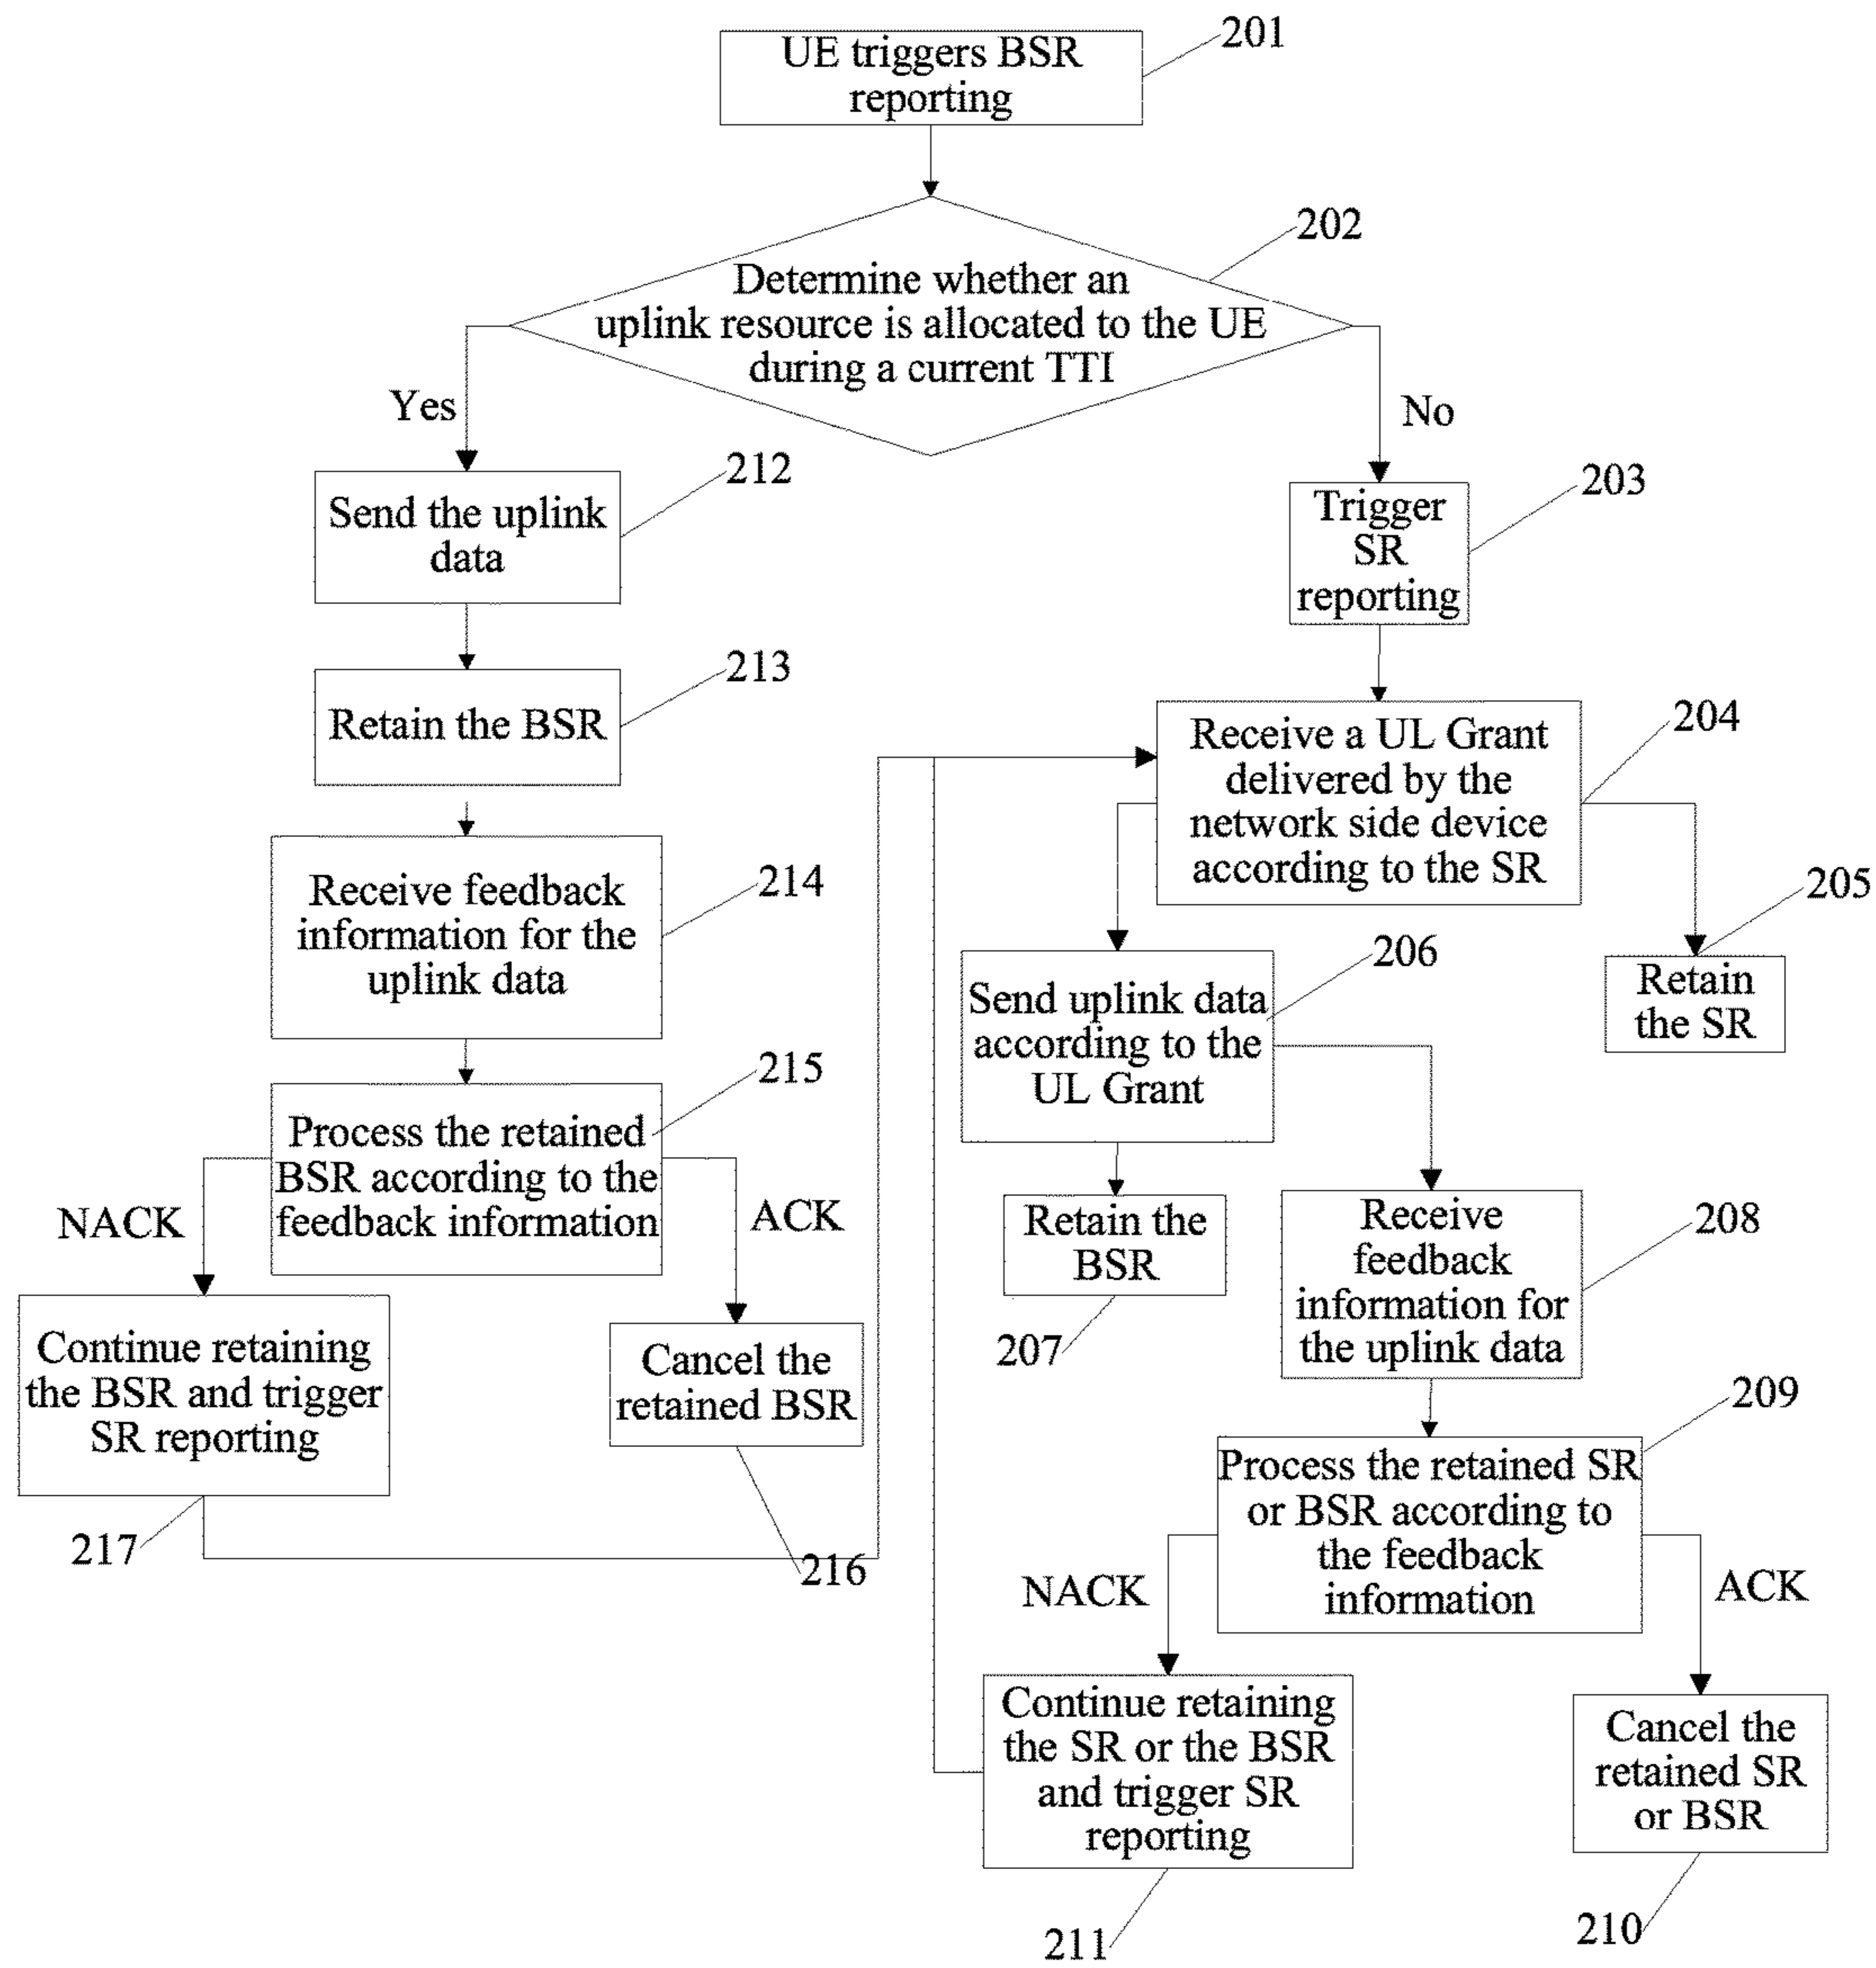 UE triggers BSR
reporting
201
Determine whether an
uplink resource is allocated to the UE
during a current TTI
202
Yes
No
Send the uplink
data
212
Trigger
SR
reporting
203
Retain the BSR
213
Receive a UL Grant
delivered by the
network side device
according to the SR
204
Receive feedback
information for the
uplink data
214
Retain
the SR
205
Send uplink data
according to the
UL Grant
206
Process the retained
BSR according to the
feedback information
215
NACK
ACK
Retain the
BSR
207
Receive
feedback
information for
the uplink data
208
Continue retaining
the BSR and trigger
SR reporting
217
Cancel the
retained BSR
216
Process the retained SR
or BSR according to
the feedback
information
209
NACK
ACK
Continue retaining
the SR or the BSR
and trigger SR
reporting
211
Cancel the
retained SR
or BSR
210